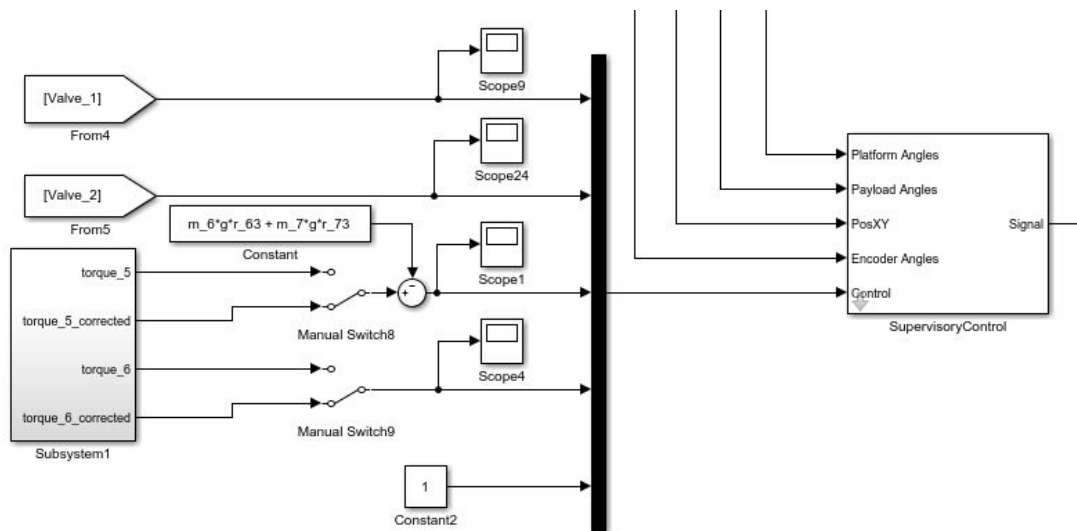 [Valve_1]
From4
Scope9
[Valve_2]
From5
Scope24
m_6*g*r_63 + m_7*g*r_73
Constant
+
−
Scope1
torque_5
torque_5_corrected
torque_6
torque_6_corrected
Subsystem1
Manual Switch8
Manual Switch9
Scope4
1
Constant2
Platform Angles
Payload Angles
PosXY
Encoder Angles
Control
Signal
SupervisoryControl